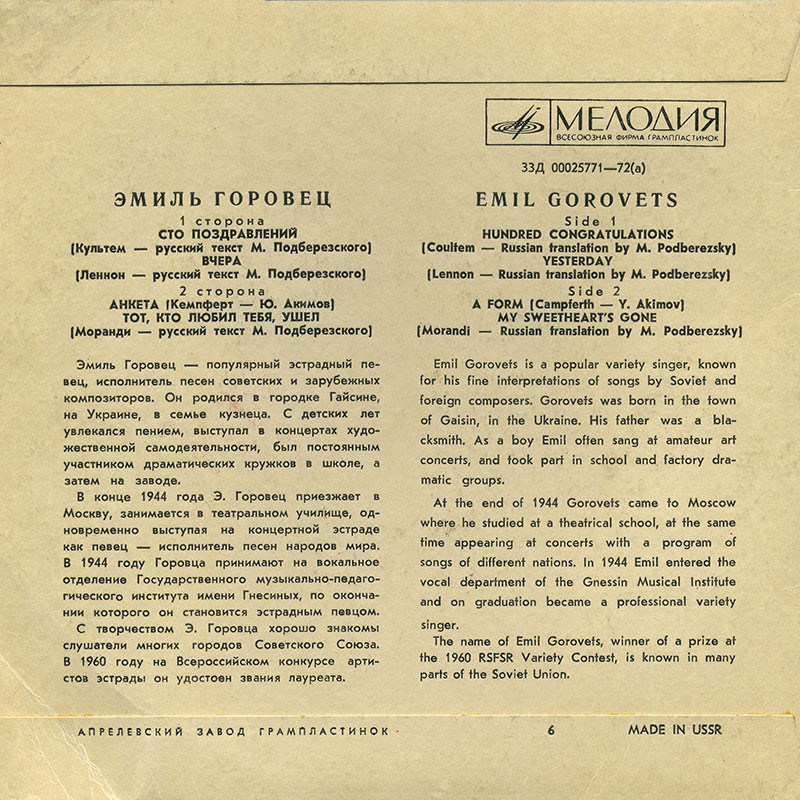 МЕЛОДИЯ
ВСЕСОЮЗНАЯ ФИРМА ГРАМПЛАСТИНОК
33Д 00025771—72(а)
ЭМИЛЬ ГОРОВЕЦ
1 сторона
СТО ПОЗДРАВЛЕНИЙ
(Культем — русский текст М. Подберезского)
ВЧЕРА
(Леннон — русский текст М. Подберезского)
2 сторона
АНКЕТА (Кемпферт — Ю. Акимов)
ТОТ, КТО ЛЮБИЛ ТЕБЯ, УШЕЛ
(Моранди — русский текст М. Подберезского)
Эмиль Горовец — популярный эстрадный пе-
вец, исполнитель песен советских и зарубежных
композиторов. Он родился в городке Гайсине,
на Украине, в семье кузнеца. С детских лет
увлекался пением, выступал в концертах худо-
жественной самодеятельности, был постоянным
участником драматических кружков в школе, а
затем на заводе.
В конце 1944 года Э. Горовец приезжает в
Москву, занимается в театральном училище, од-
новременно выступая на концертной эстраде
как певец — исполнитель песен народов мира.
В 1944 году Горовца принимают на вокальное
отделение Государственного музыкально-педаго-
гического института имени Гнесиных, по оконча-
нии которого он становится эстрадным певцом.
С творчеством Э. Горовца хорошо знакомы
слушатели многих городов Советского Союза.
В 1960 году на Всероссийском конкурсе арти-
стов эстрады он удостоен звания лауреата.
EMIL GOROVETS
Side 1
HUNDRED CONGRATULATIONS
(Coultem — Russian translation by M. Podberezsky)
YESTERDAY
(Lennon — Russian translation by M. Podberezsky)
Side 2
A FORM (Campferth — Y. Akimov)
MY SWEETHEART'S GONE
(Morandi — Russian translation by M. Podberezsky)
Emil Gorovets is a popular variety singer, known
for his fine interpretations of songs by Soviet and
foreign composers. Gorovets was born in the town
of Gaisin, in the Ukraine. His father was a bla-
cksmith. As a boy Emil often sang at amateur art
concerts, and took part in school and factory dra-
matic groups.
At the end of 1944 Gorovets came to Moscow
where he studied at a theatrical school, at the same
time appearing at concerts with a program of
songs of different nations. In 1944 Emil entered the
vocal department of the Gnessin Musical Institute
and on graduation became a professional variety
singer.
The name of Emil Gorovets, winner of a prize at
the 1960 RSFSR Variety Contest, is known in many
parts of the Soviet Union.
АПРЕЛЕВСКИЙ ЗАВОД ГРАМПЛАСТИНОК
6
MADE IN USSR